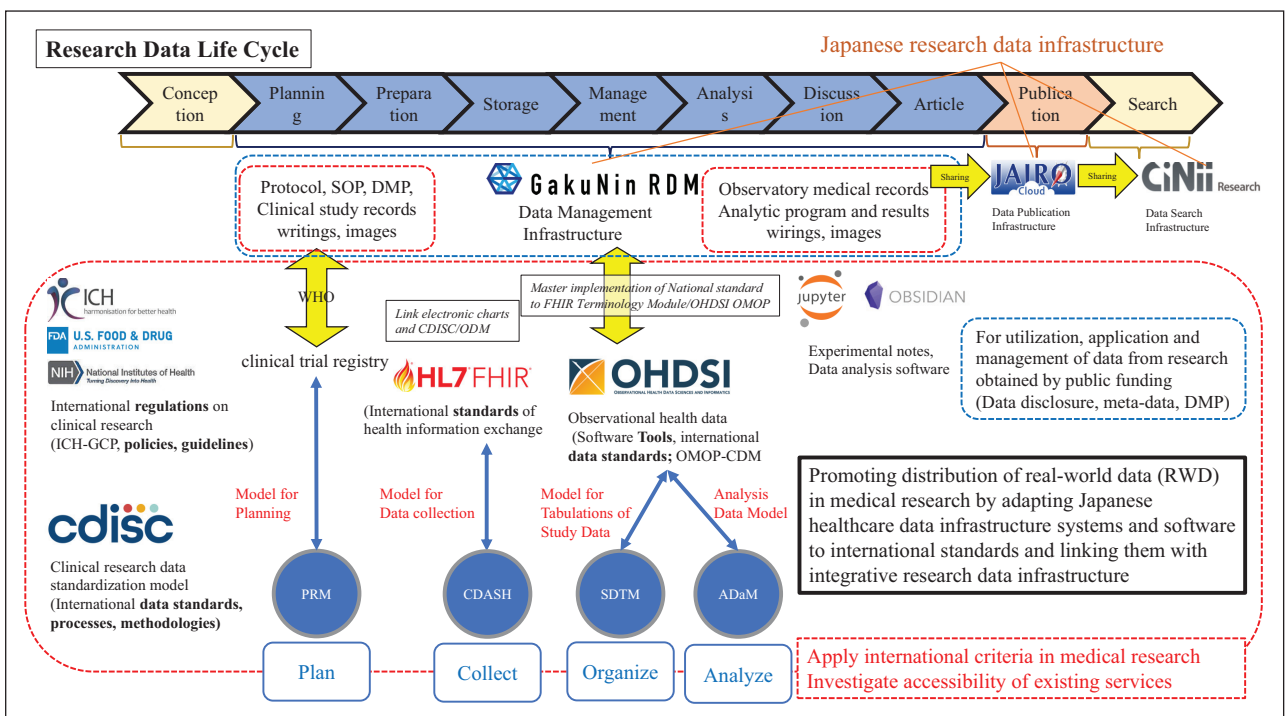 Research Data Life Cycle
Japanese research data infrastructure
Concep
tion
Plannin
g
Prepara
tion
Storage
Manage
ment
Analysi
s
Discuss
ion
Article
Publica
tion
Search
Protocol, SOP, DMP,
Clinical study records
writings, images
GakuNin RDM
Data Management
Infrastructure
Observatory medical records
Analytic program and results
wirings, images
Sharing
JAIRO
Cloud
Data Publication
Infrastructure
Sharing
CiNii Research
Data Search
Infrastructure
ICH
harmonisation for better health
FDA U.S. FOOD & DRUG
ADMINISTRATION
NIH National Institutes of Health
Turning Discovery Into Health
International regulations on
clinical research
(ICH-GCP, policies, guidelines)
WHO
clinical trial registry
Link electronic charts
and CDISC/ODM
Master implementation of National standard
to FHIR Terminology Module/OHDSI OMOP
HL7 FHIR
(International standards of
health information exchange
OHDSI
OBSERVATIONAL HEALTH DATA SCIENCES AND INFORMATICS
Observational health data
(Software Tools, international
data standards; OMOP-CDM
jupyter
OBSIDIAN
Experimental notes,
Data analysis software
For utilization, application and
management of data from research
obtained by public funding
(Data disclosure, meta-data, DMP)
cdisc
Clinical research data
standardization model
(International data standards,
processes, methodologies)
Model for
Planning
Model for
Data collection
Model for
Tabulations of
Study Data
Analysis
Data Model
Promoting distribution of real-world data (RWD)
in medical research by adapting Japanese
healthcare data infrastructure systems and software
to international standards and linking them with
integrative research data infrastructure
PRM
CDASH
SDTM
ADaM
Plan
Collect
Organize
Analyze
Apply international criteria in medical research
Investigate accessibility of existing services